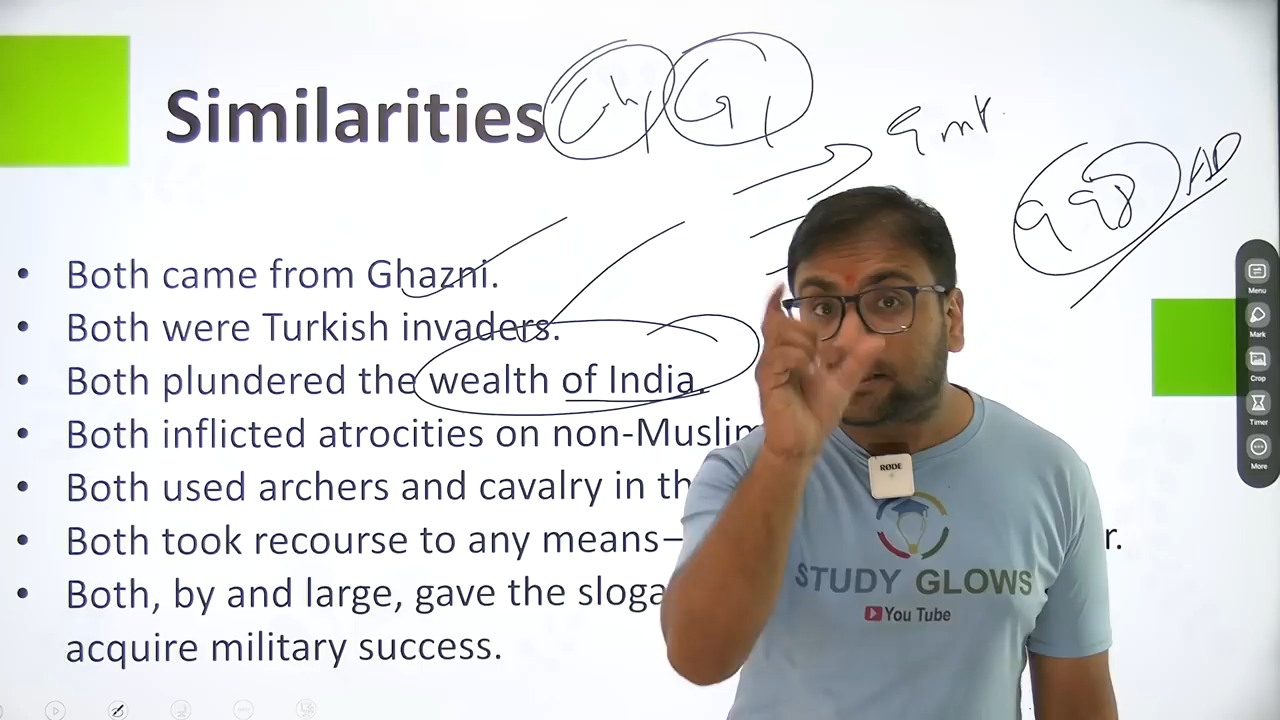 Similarities
998 AD
Both came from Ghazni.
Both were Turkish invaders.
Both plundered the wealth of India.
Both inflicted atrocities on non-Muslim
Both used archers and cavalry in th
Both took recourse to any means– r.
Both, by and large, gave the sloga
acquire military success.
RØDE
STUDY GLOWS
You Tube
Menu
Mark
Crop
Timer
More